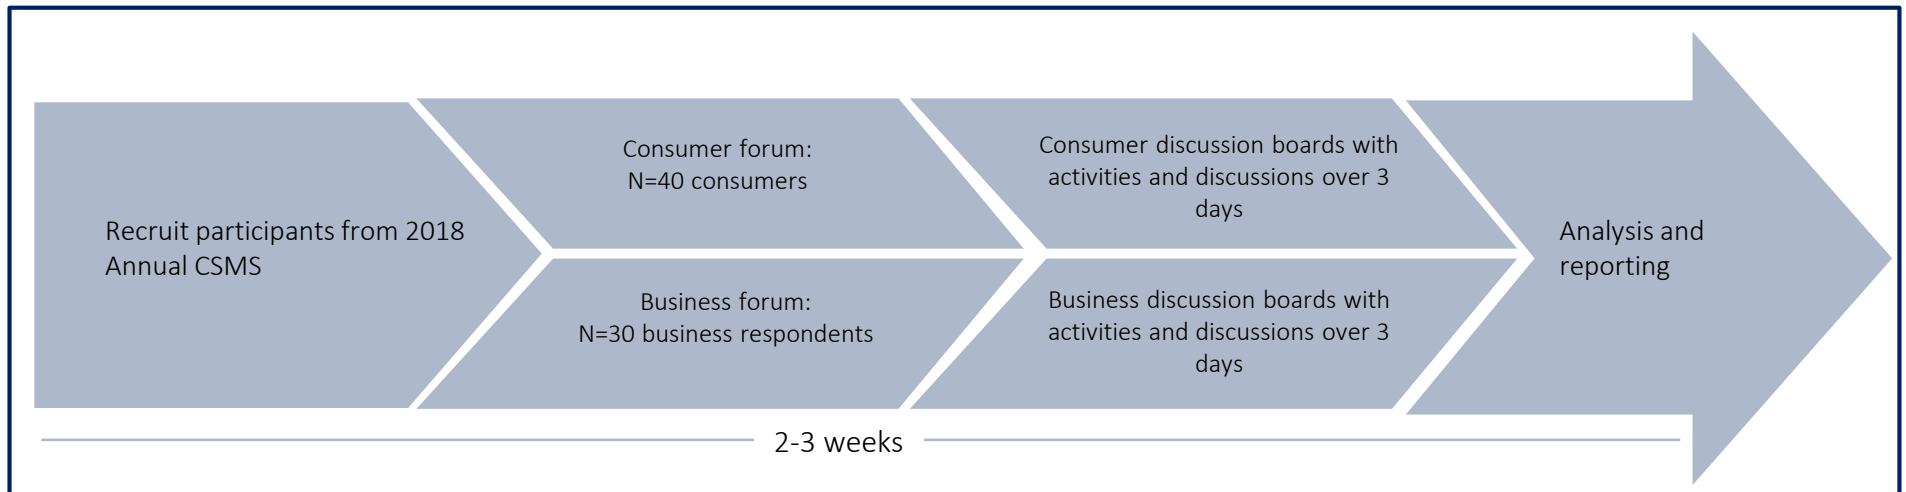 Recruit participants from 2018
Annual CSMS
Consumer forum:
N=40 consumers
Business forum:
N=30 business respondents
Consumer discussion boards with
activities and discussions over 3
days
Business discussion boards with
activities and discussions over 3
days
Analysis and
reporting
2-3 weeks